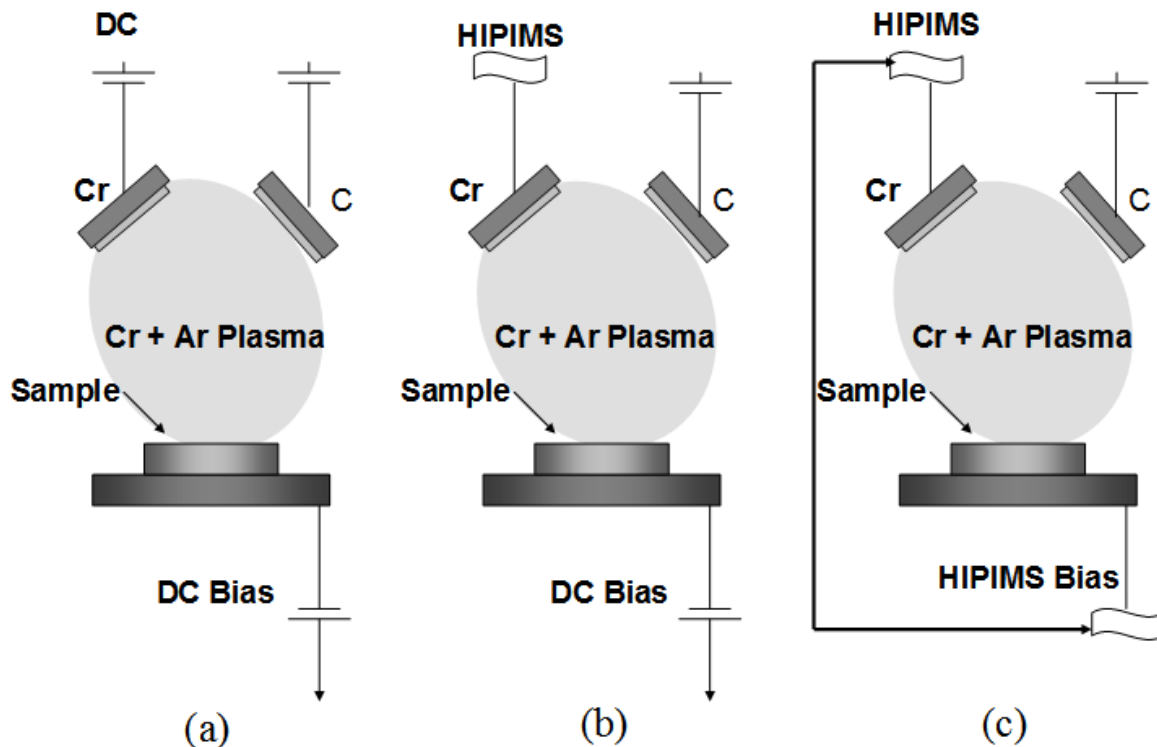 DC
Cr
C
Cr + Ar Plasma
Sample
DC Bias
(a)
HIPIMS
Cr
C
Cr + Ar Plasma
Sample
DC Bias
(b)
HIPIMS
Cr
C
Cr + Ar Plasma
Sample
HIPIMS Bias
(c)